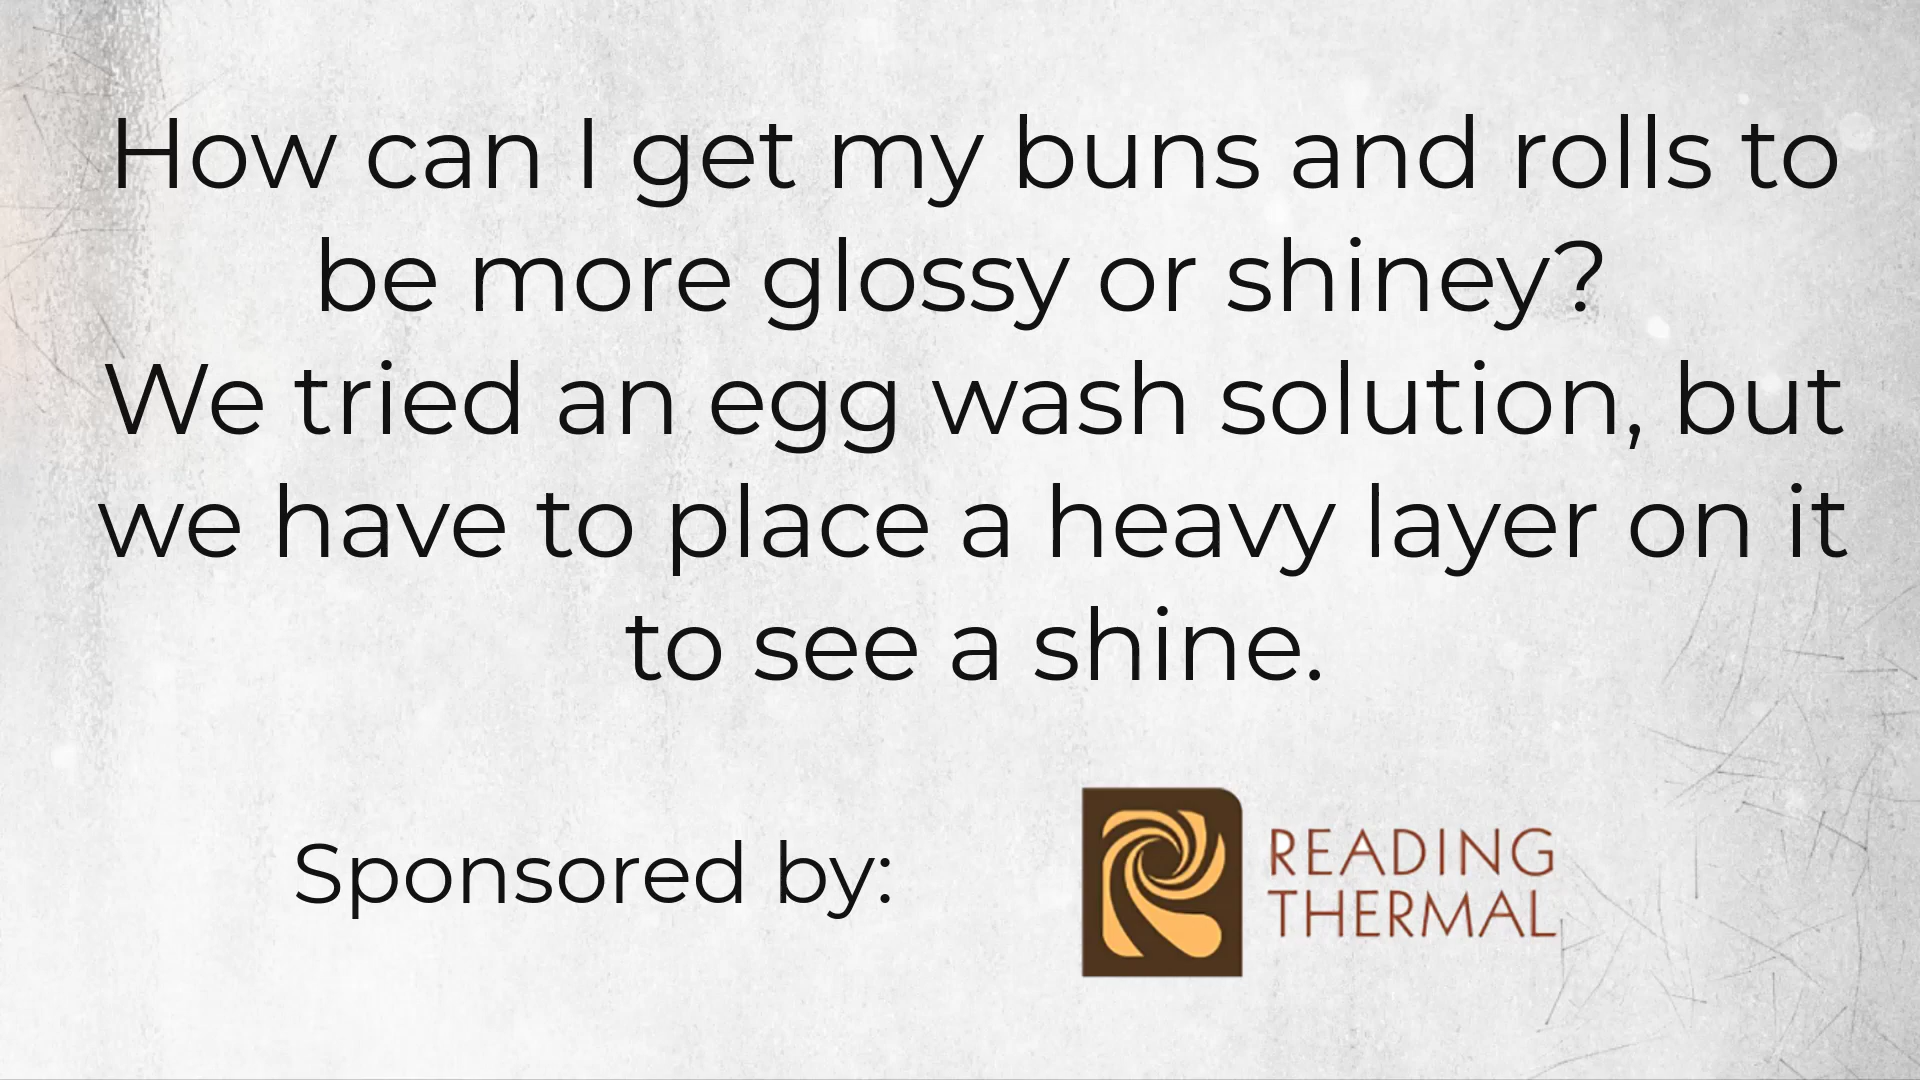 How can I get my buns and rolls to
be more glossy or shiney?
We tried an egg wash solution, but
we have to place a heavy layer on it
to see a shine.
Sponsored by:
READING
THERMAL